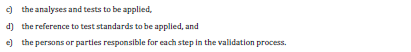 c) the analyses and tests to be applied,
d) the reference to test standards to be applied, and
e) the persons or parties responsible for each step in the validation process.